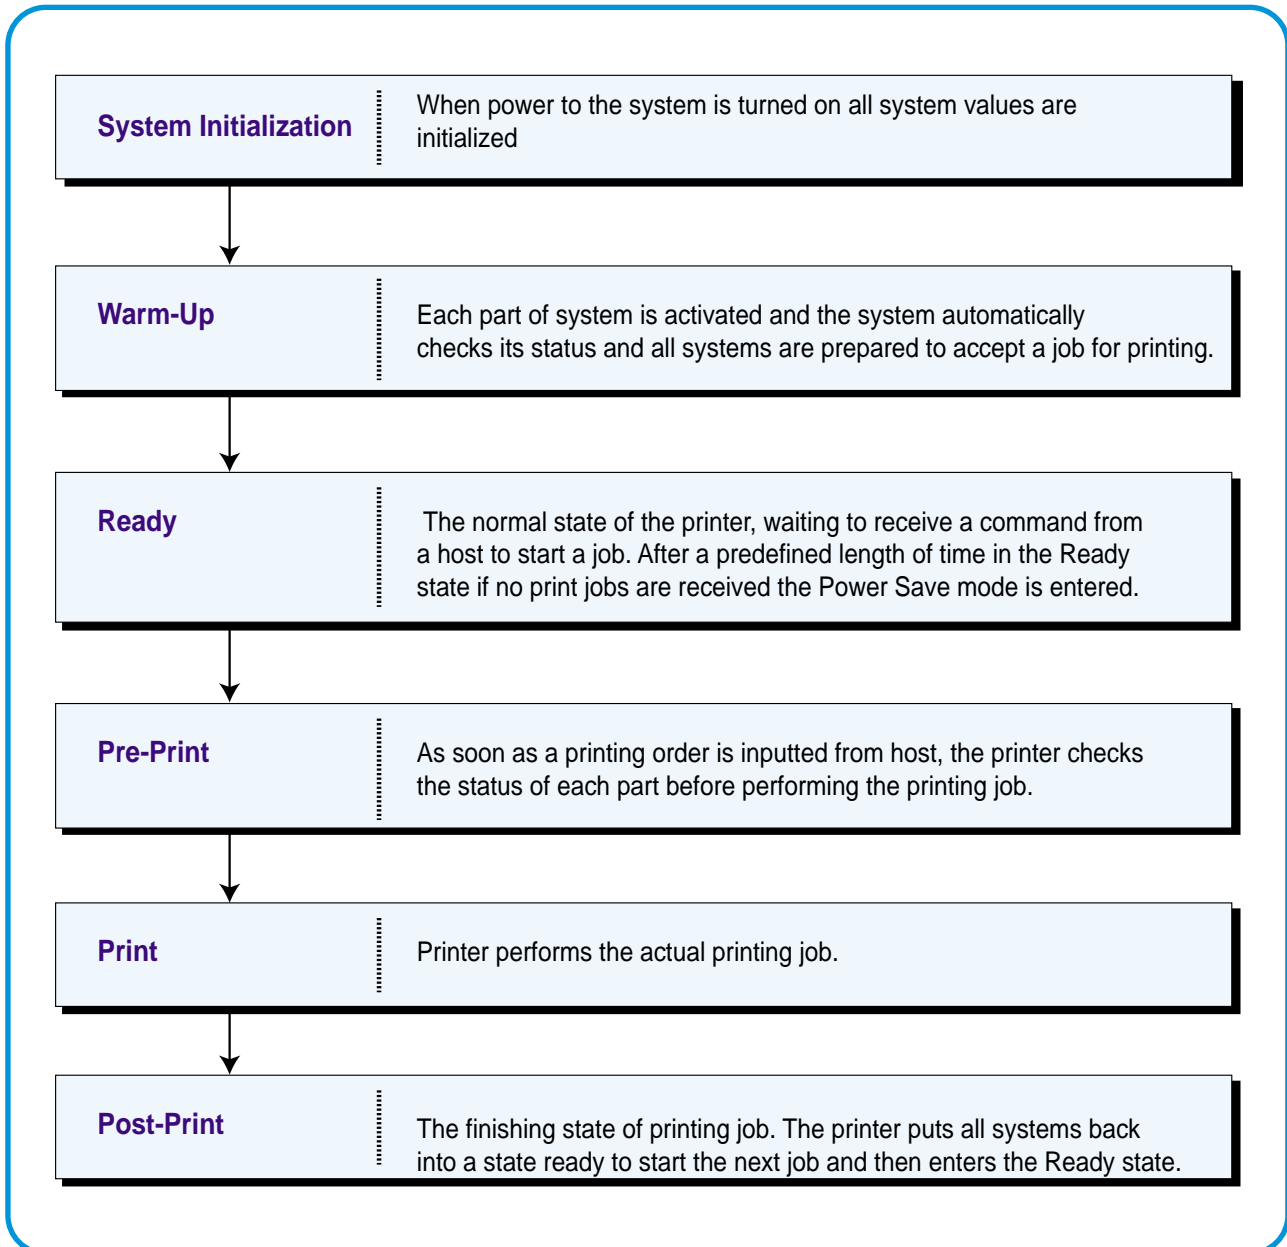 System Initialization
When power to the system is turned on all system values are
initialized
Warm-Up
Each part of system is activated and the system automatically
checks its status and all systems are prepared to accept a job for printing.
Ready
The normal state of the printer, waiting to receive a command from
a host to start a job. After a predefined length of time in the Ready
state if no print jobs are received the Power Save mode is entered.
Pre-Print
As soon as a printing order is inputted from host, the printer checks
the status of each part before performing the printing job.
Print
Printer performs the actual printing job.
Post-Print
The finishing state of printing job. The printer puts all systems back
into a state ready to start the next job and then enters the Ready state.